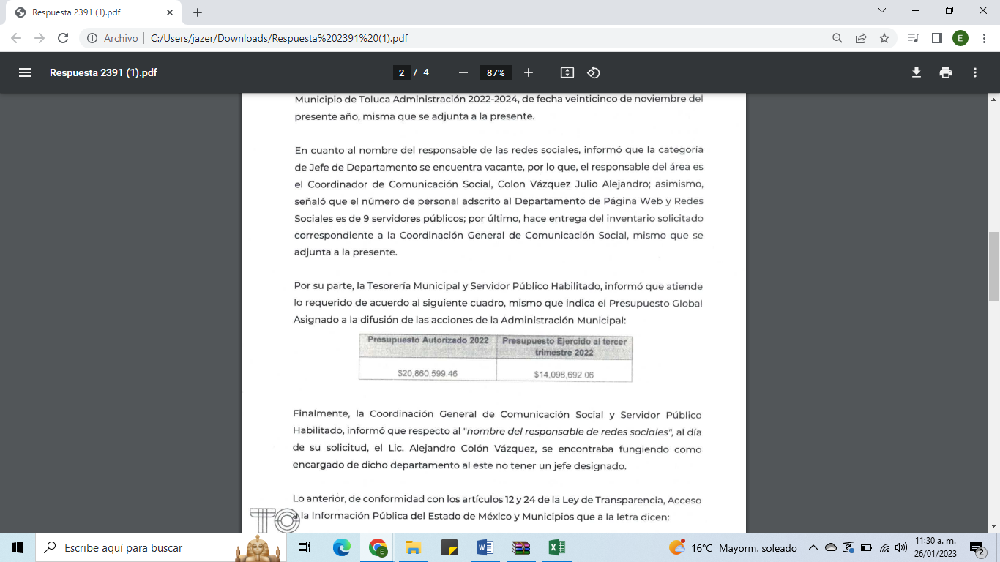 Respuesta 2391 (1).pdf
Archivo
C:/Users/jazer/Downloads/Respuesta%202391%20(1).pdf
E
Respuesta 2391 (1).pdf
2 / 4
87%
Municipio de Toluca Administración 2022-2024, de fecha veinticinco de noviembre del
presente año, misma que se adjunta a la presente.
En cuanto al nombre del responsable de las redes sociales, informó que la categoría
de Jefe de Departamento se encuentra vacante, por lo que, el responsable del área es
el Coordinador de Comunicación Social, Colon Vázquez Julio Alejandro; asimismo,
señaló que el número de personal adscrito al Departamento de Página Web y Redes
Sociales es de 9 servidores públicos; por último, hace entrega del inventario solicitado
correspondiente a la Coordinación General de Comunicación Social, mismo que se
adjunta a la presente.
Por su parte, la Tesorería Municipal y Servidor Público Habilitado, informó que atiende
lo requerido de acuerdo al siguiente cuadro, mismo que indica el Presupuesto Global
Asignado a la difusión de las acciones de la Administración Municipal:
Presupuesto Autorizado 2022
Presupuesto Ejercido al tercer
trimestre 2022
$20,860,599.46
$14,098,692.06
Finalmente, la Coordinación General de Comunicación Social y Servidor Público
Habilitado, informó que respecto al "nombre del responsable de redes sociales", al día
de su solicitud, el Lic. Alejandro Colón Vázquez, se encontraba fungiendo como
encargado de dicho departamento al este no tener un jefe designado.
Lo anterior, de conformidad con los artículos 12 y 24 de la Ley de Transparencia, Acceso
a la Información Pública del Estado de México y Municipios que a la letra dicen:
TO
Escribe aquí para buscar
16°C Mayorm. soleado
11:30 a. m.
26/01/2023
2